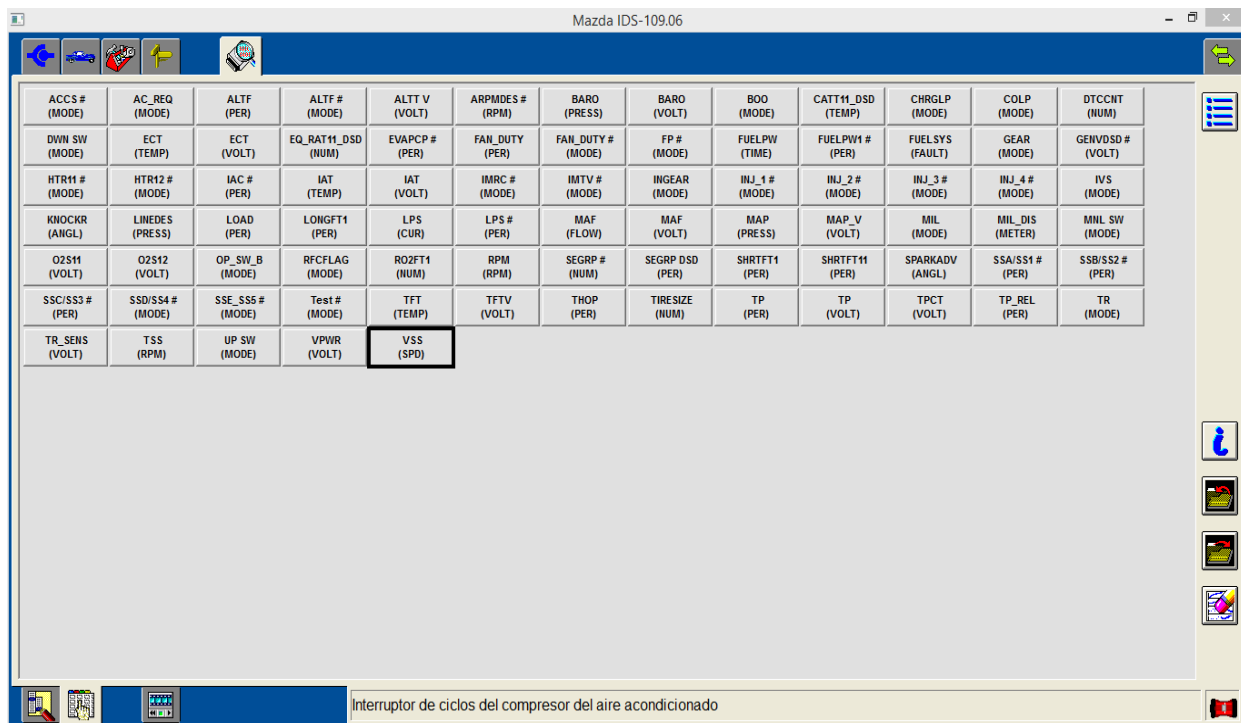 Mazda IDS-109.06
ACCS # AC_REQ ALTF ALTF # ALTT V ARPMDES # BARO BARO BOO CATT11_DSD CHRGLP COLP DTCCNT
(MODE) (MODE) (PER) (MODE) (VOLT) (RPM) (PRESS) (VOLT) (MODE) (TEMP) (MODE) (MODE) (NUM)
DWN SW ECT ECT EQ_RAT11_DSD EVAPCP # FAN_DUTY FAN_DUTY # FP # FUELPW FUELPW1 # FUELSYS GEAR GENVDSD #
(MODE) (TEMP) (VOLT) (NUM) (PER) (PER) (MODE) (MODE) (TIME) (PER) (FAULT) (MODE) (VOLT)
HTR11 # HTR12 # IAC # IAT IAT IMRC # IMTV # INGEAR INJ_1 # INJ_2 # INJ_3 # INJ_4 # IVS
(MODE) (MODE) (PER) (TEMP) (VOLT) (MODE) (MODE) (MODE) (MODE) (MODE) (MODE) (MODE) (MODE)
KNOCKR LINEDES LOAD LONGFT1 LPS LPS # MAF MAF MAP MAP_V MIL MIL_DIS MNL SW
(ANGL) (PRESS) (PER) (PER) (CUR) (PER) (FLOW) (VOLT) (PRESS) (VOLT) (MODE) (METER) (MODE)
O2S11 O2S12 OP_SW_B RFCFLAG RO2FT1 RPM SEGRP # SEGRP DSD SHRTFT1 SHRTFT11 SPARKADV SSA/SS1 # SSB/SS2 #
(VOLT) (VOLT) (MODE) (MODE) (NUM) (RPM) (NUM) (PER) (PER) (PER) (ANGL) (PER) (PER)
SSC/SS3 # SSD/SS4 # SSE_SS5 # Test # TFT TFTV THOP TIRESIZE TP TP TPCT TP_REL TR
(PER) (MODE) (MODE) (MODE) (TEMP) (VOLT) (PER) (NUM) (PER) (VOLT) (VOLT) (PER) (MODE)
TR_SENS TSS UP SW VPWR VSS
(VOLT) (RPM) (MODE) (VOLT) (SPD)
Interruptor de ciclos del compresor del aire acondicionado